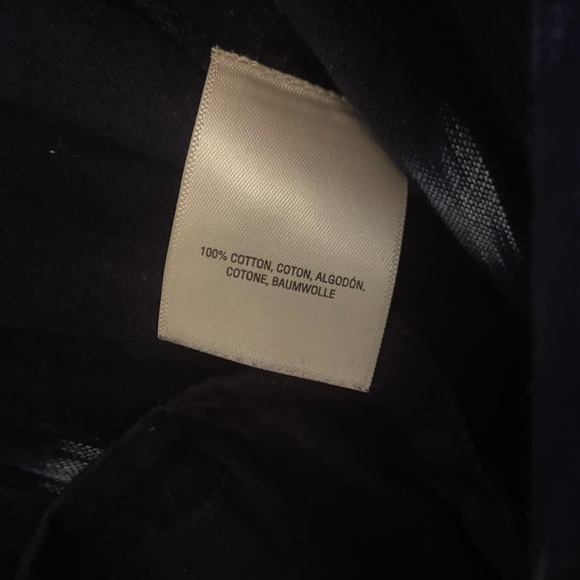 100% COTTON, COTON, ALGODÓN,
COTONE, BAUMWOLLE